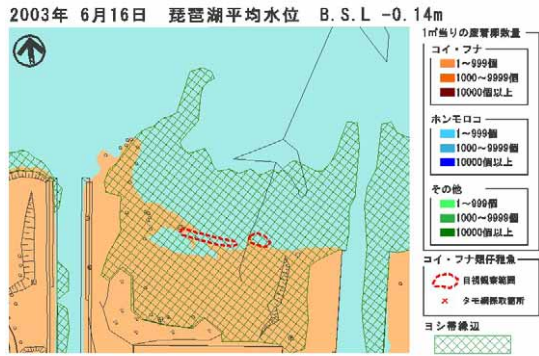 2003年 6月16日 琵琶湖平均水位 B.S.L -0.14m
1㎡当りの産着卵数量
コイ・フナ
1～999個
1000～9999個
10000個以上
ホンモロコ
1～999個
1000～9999個
10000個以上
その他
1～999個
1000～9999個
10000個以上
コイ・フナ類仔稚魚
目視観察範囲
タモ網採取箇所
ヨシ帯縁辺